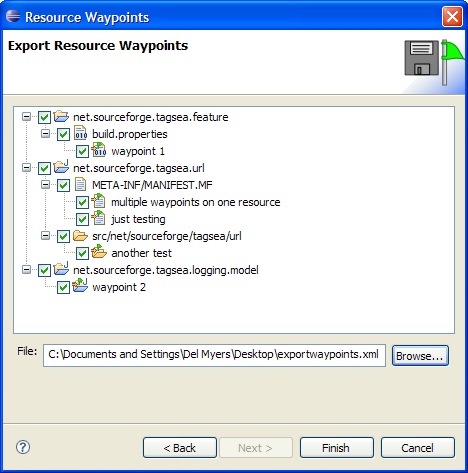 Resource Waypoints
Export Resource Waypoints
net.sourceforge.tagsea.feature
build.properties
waypoint 1
net.sourceforge.tagsea.url
META-INF/MANIFEST.MF
multiple waypoints on one resource
just testing
src/net/sourceforge/tagsea/url
another test
net.sourceforge.tagsea.logging.model
waypoint 2
File: C:\Documents and Settings\Del Myers\Desktop\exportwaypoints.xml Browse...
? < Back Next > Finish Cancel